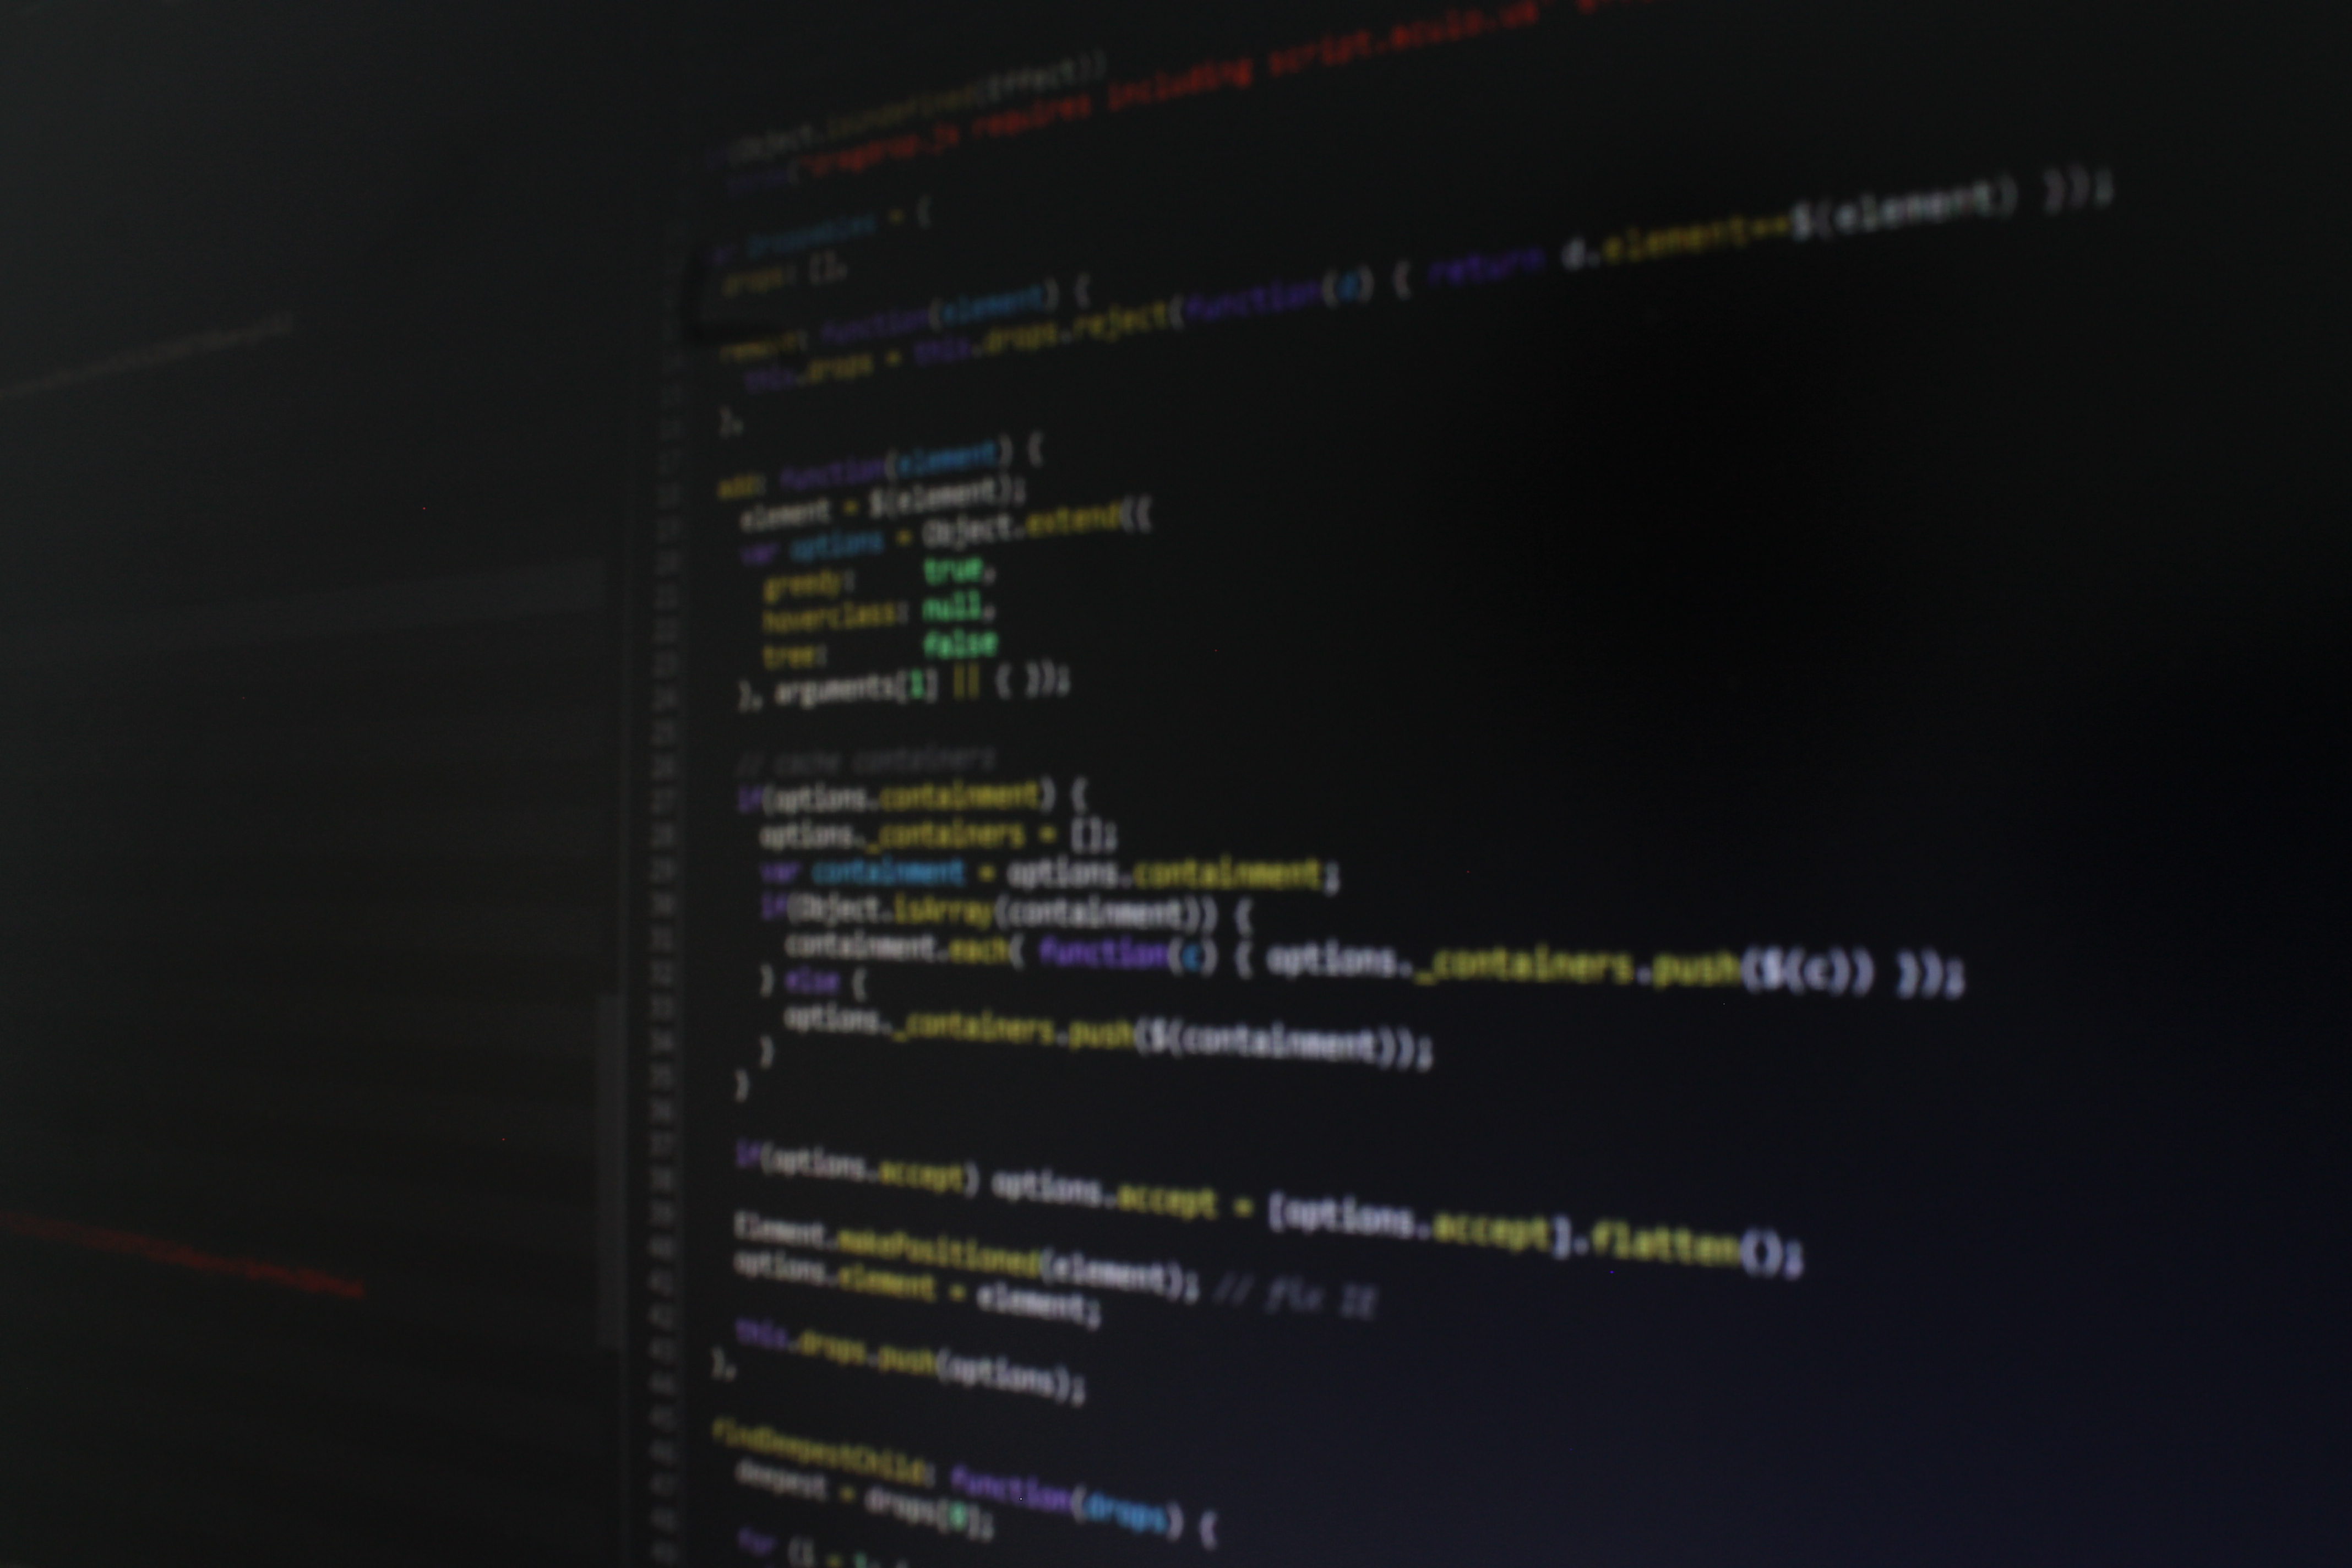 if(Object.isUndefined(Effect))
throw("dragdrop.js requires including script.aculo.us'
var Droppables = {
drops: [],
remove: function(element) {
this.drops = this.drops.reject(function(d) { return d.element==$(element) });
},
add: function(element) {
element = $(element);
var options = Object.extend({
greedy: true,
hoverclass: null,
tree: false
}, arguments[1] || { });
// cache containers
if(options.containment) {
options._containers = [];
var containment = options.containment;
if(Object.isArray(containment)) {
containment.each( function(c) { options._containers.push($(c)) });
} else {
options._containers.push($(containment));
}
}
if(options.accept) options.accept = [options.accept].flatten();
Element.makePositioned(element); // fix IE
options.element = element;
this.drops.push(options);
},
findDeepestChild: function(drops) {
deepest = drops[0];
for (i = 1;